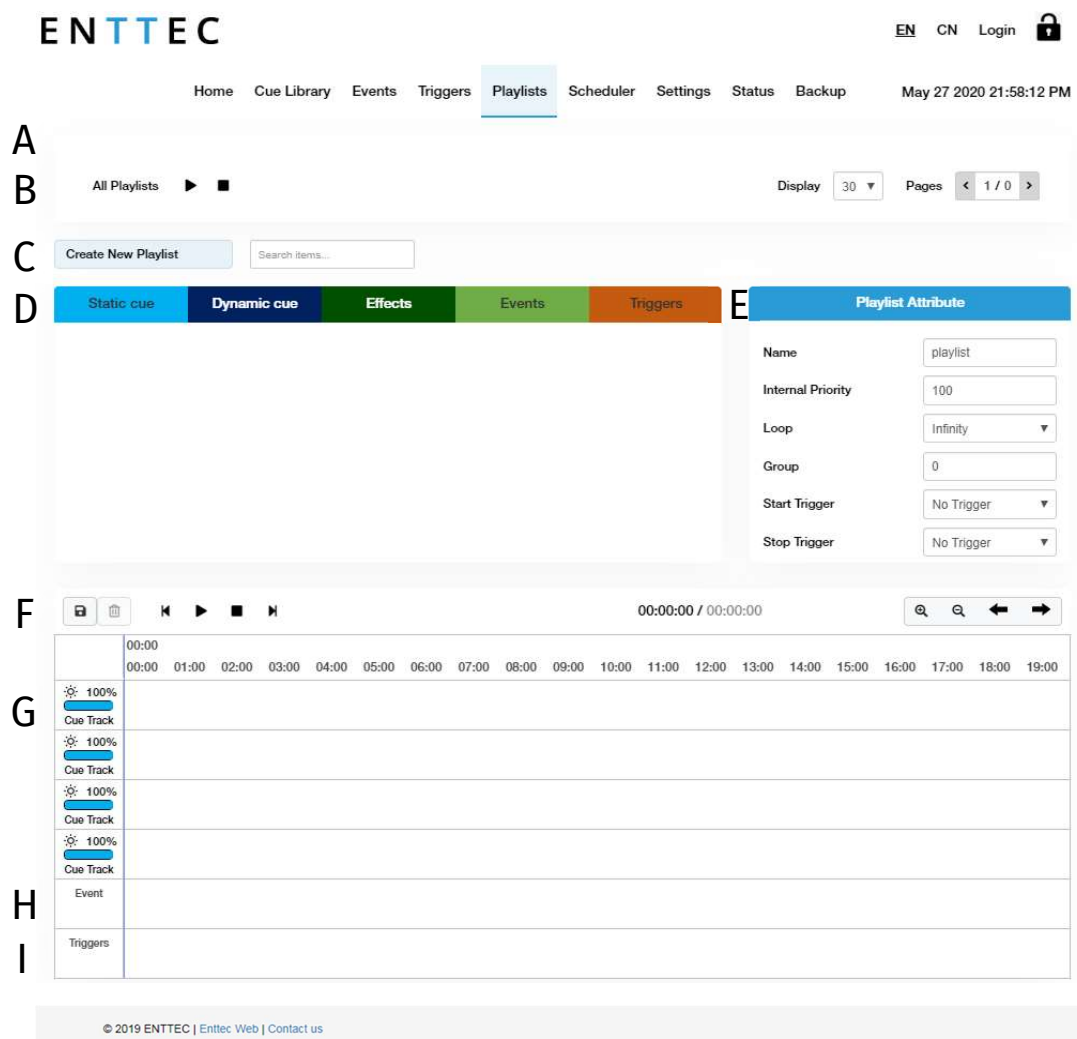 ENTTEC
EN CN Login
Home Cue Library Events Triggers Playlists Scheduler Settings Status Backup May 27 2020 21:58:12 PM
A
B All Playlists Display 30 Pages 1 / 0
C Create New Playlist Search items...
D Static cue Dynamic cue Effects Events Triggers
E Playlist Attribute
Name playlist
Internal Priority 100
Loop Infinity
Group 0
Start Trigger No Trigger
Stop Trigger No Trigger
F 00:00:00 / 00:00:00
00:00
00:00 01:00 02:00 03:00 04:00 05:00 06:00 07:00 08:00 09:00 10:00 11:00 12:00 13:00 14:00 15:00 16:00 17:00 18:00 19:00
100%
G
Cue Track
100%
Cue Track
100%
Cue Track
100%
Cue Track
H Event
I Triggers
© 2019 ENTTEC | Enttec Web | Contact us